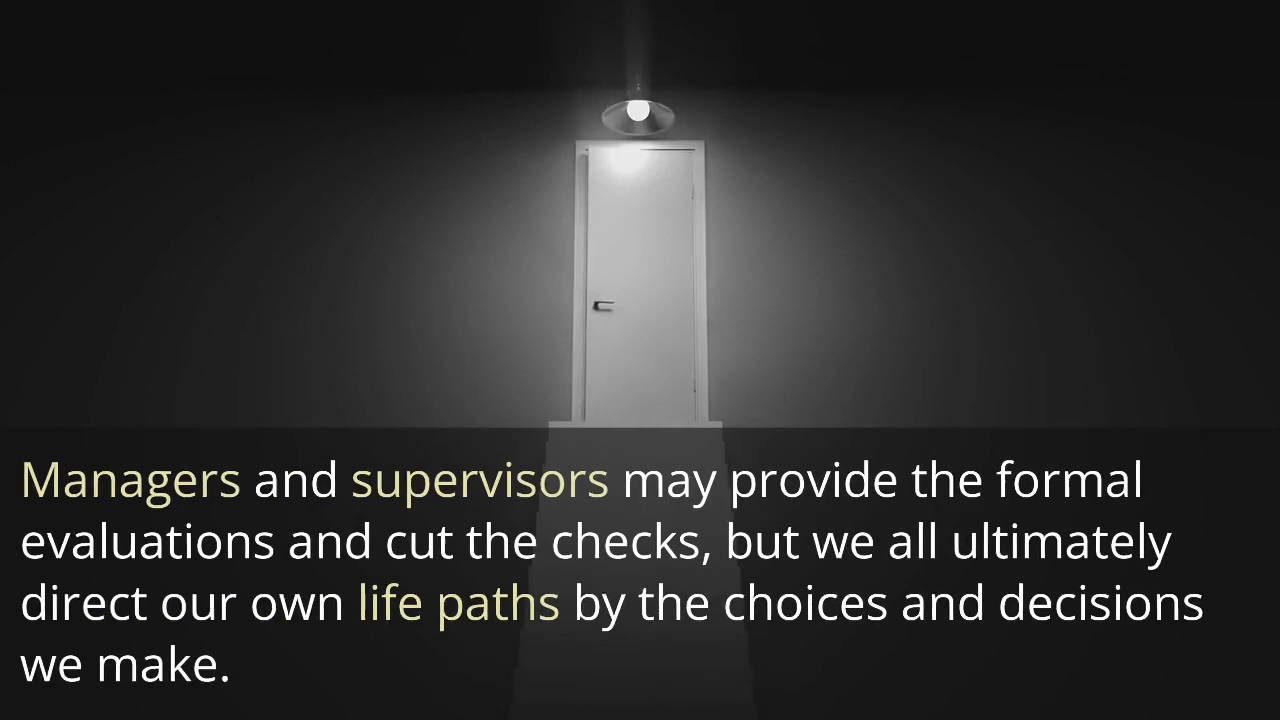 Managers and supervisors may provide the formal
evaluations and cut the checks, but we all ultimately
direct our own life paths by the choices and decisions
we make.